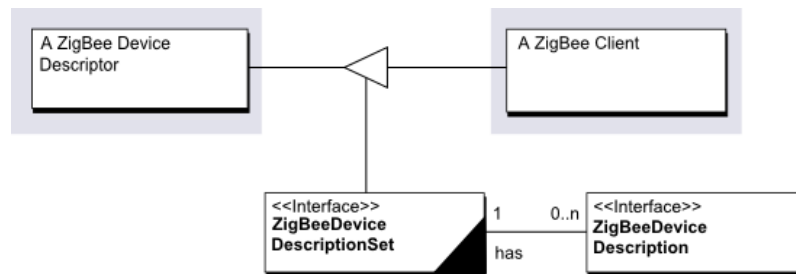 A ZigBee Device
Descriptor
A ZigBee Client
<<Interface>>
ZigBeeDevice
DescriptionSet
1
0..n
has
<<Interface>>
ZigBeeDevice
Description